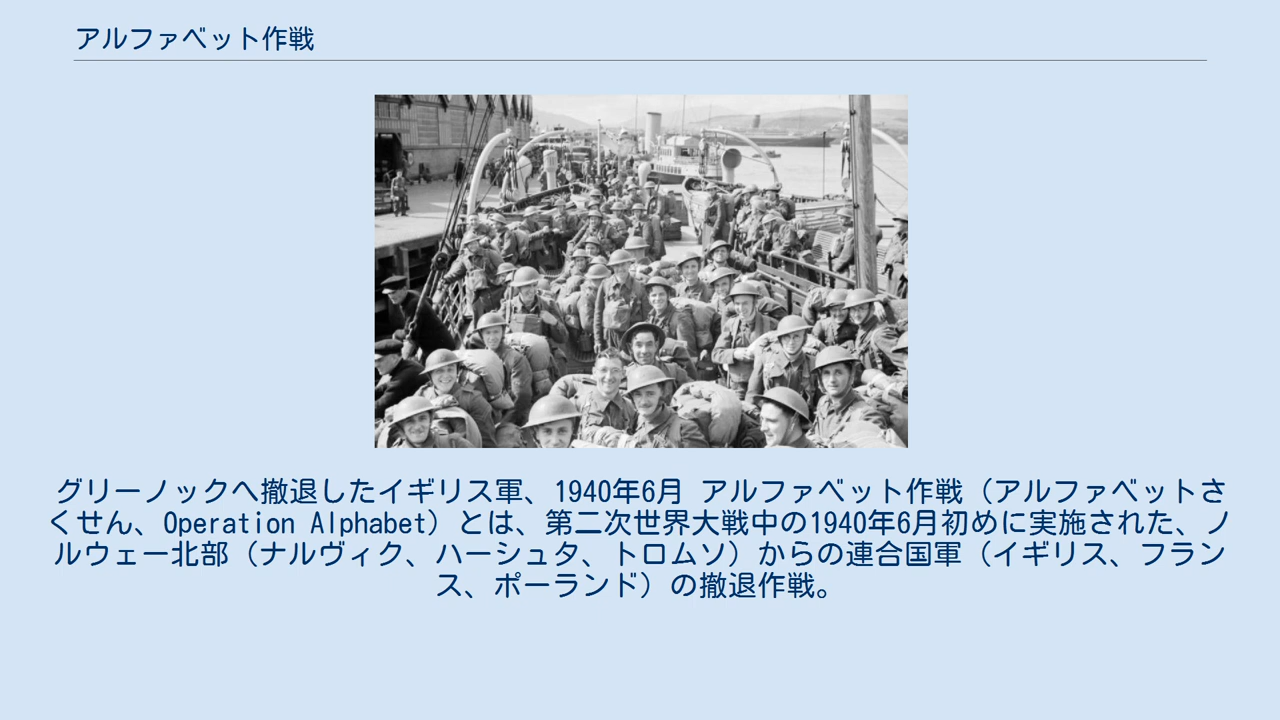 アルファベット作戦
グリーノックへ撤退したイギリス軍、1940年6月 アルファベット作戦（アルファベットさ
くせん、Operation Alphabet）とは、第二次世界大戦中の1940年6月初めに実施された、ノ
ルウェー北部（ナルヴィク、ハーシュタ、トロムソ）からの連合国軍（イギリス、フラン
ス、ポーランド）の撤退作戦。